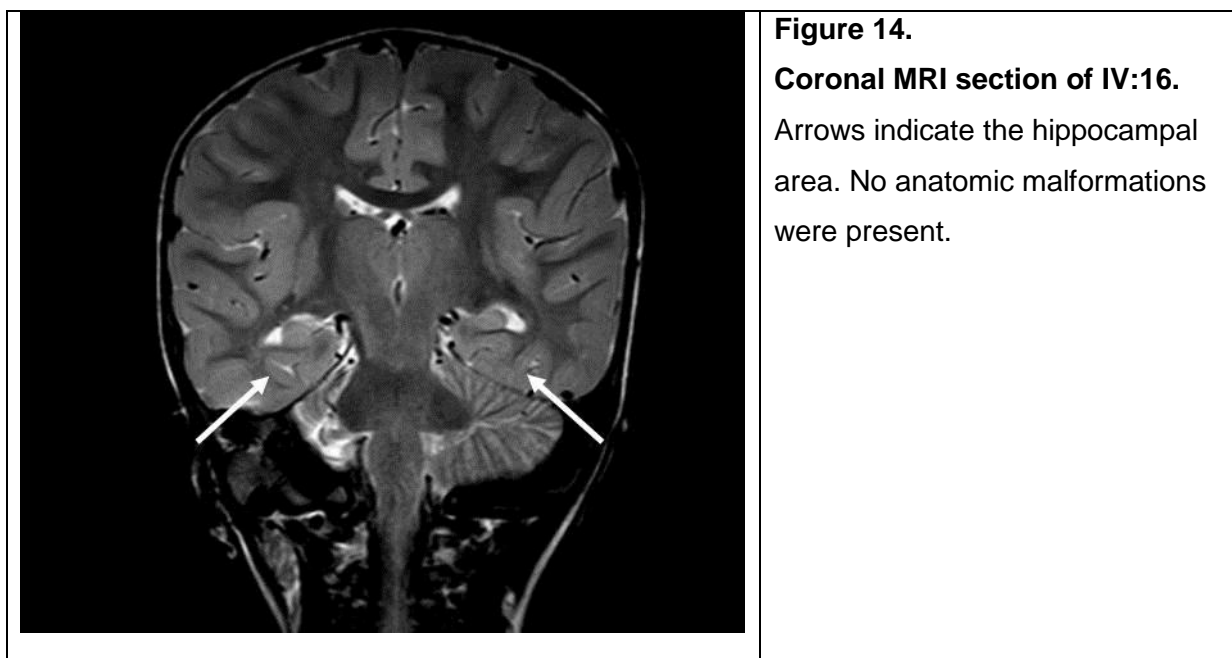 Figure 14.
Coronal MRI section of IV:16.
Arrows indicate the hippocampal
area. No anatomic malformations
were present.